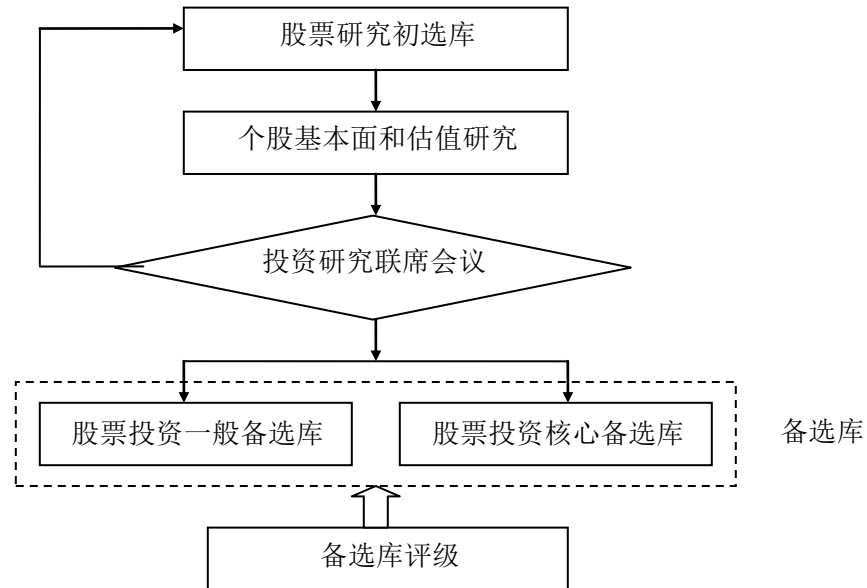 股票研究初选库
个股基本面和估值研究
投资研究联席会议
股票投资一般备选库
股票投资核心备选库
备选库
备选库评级